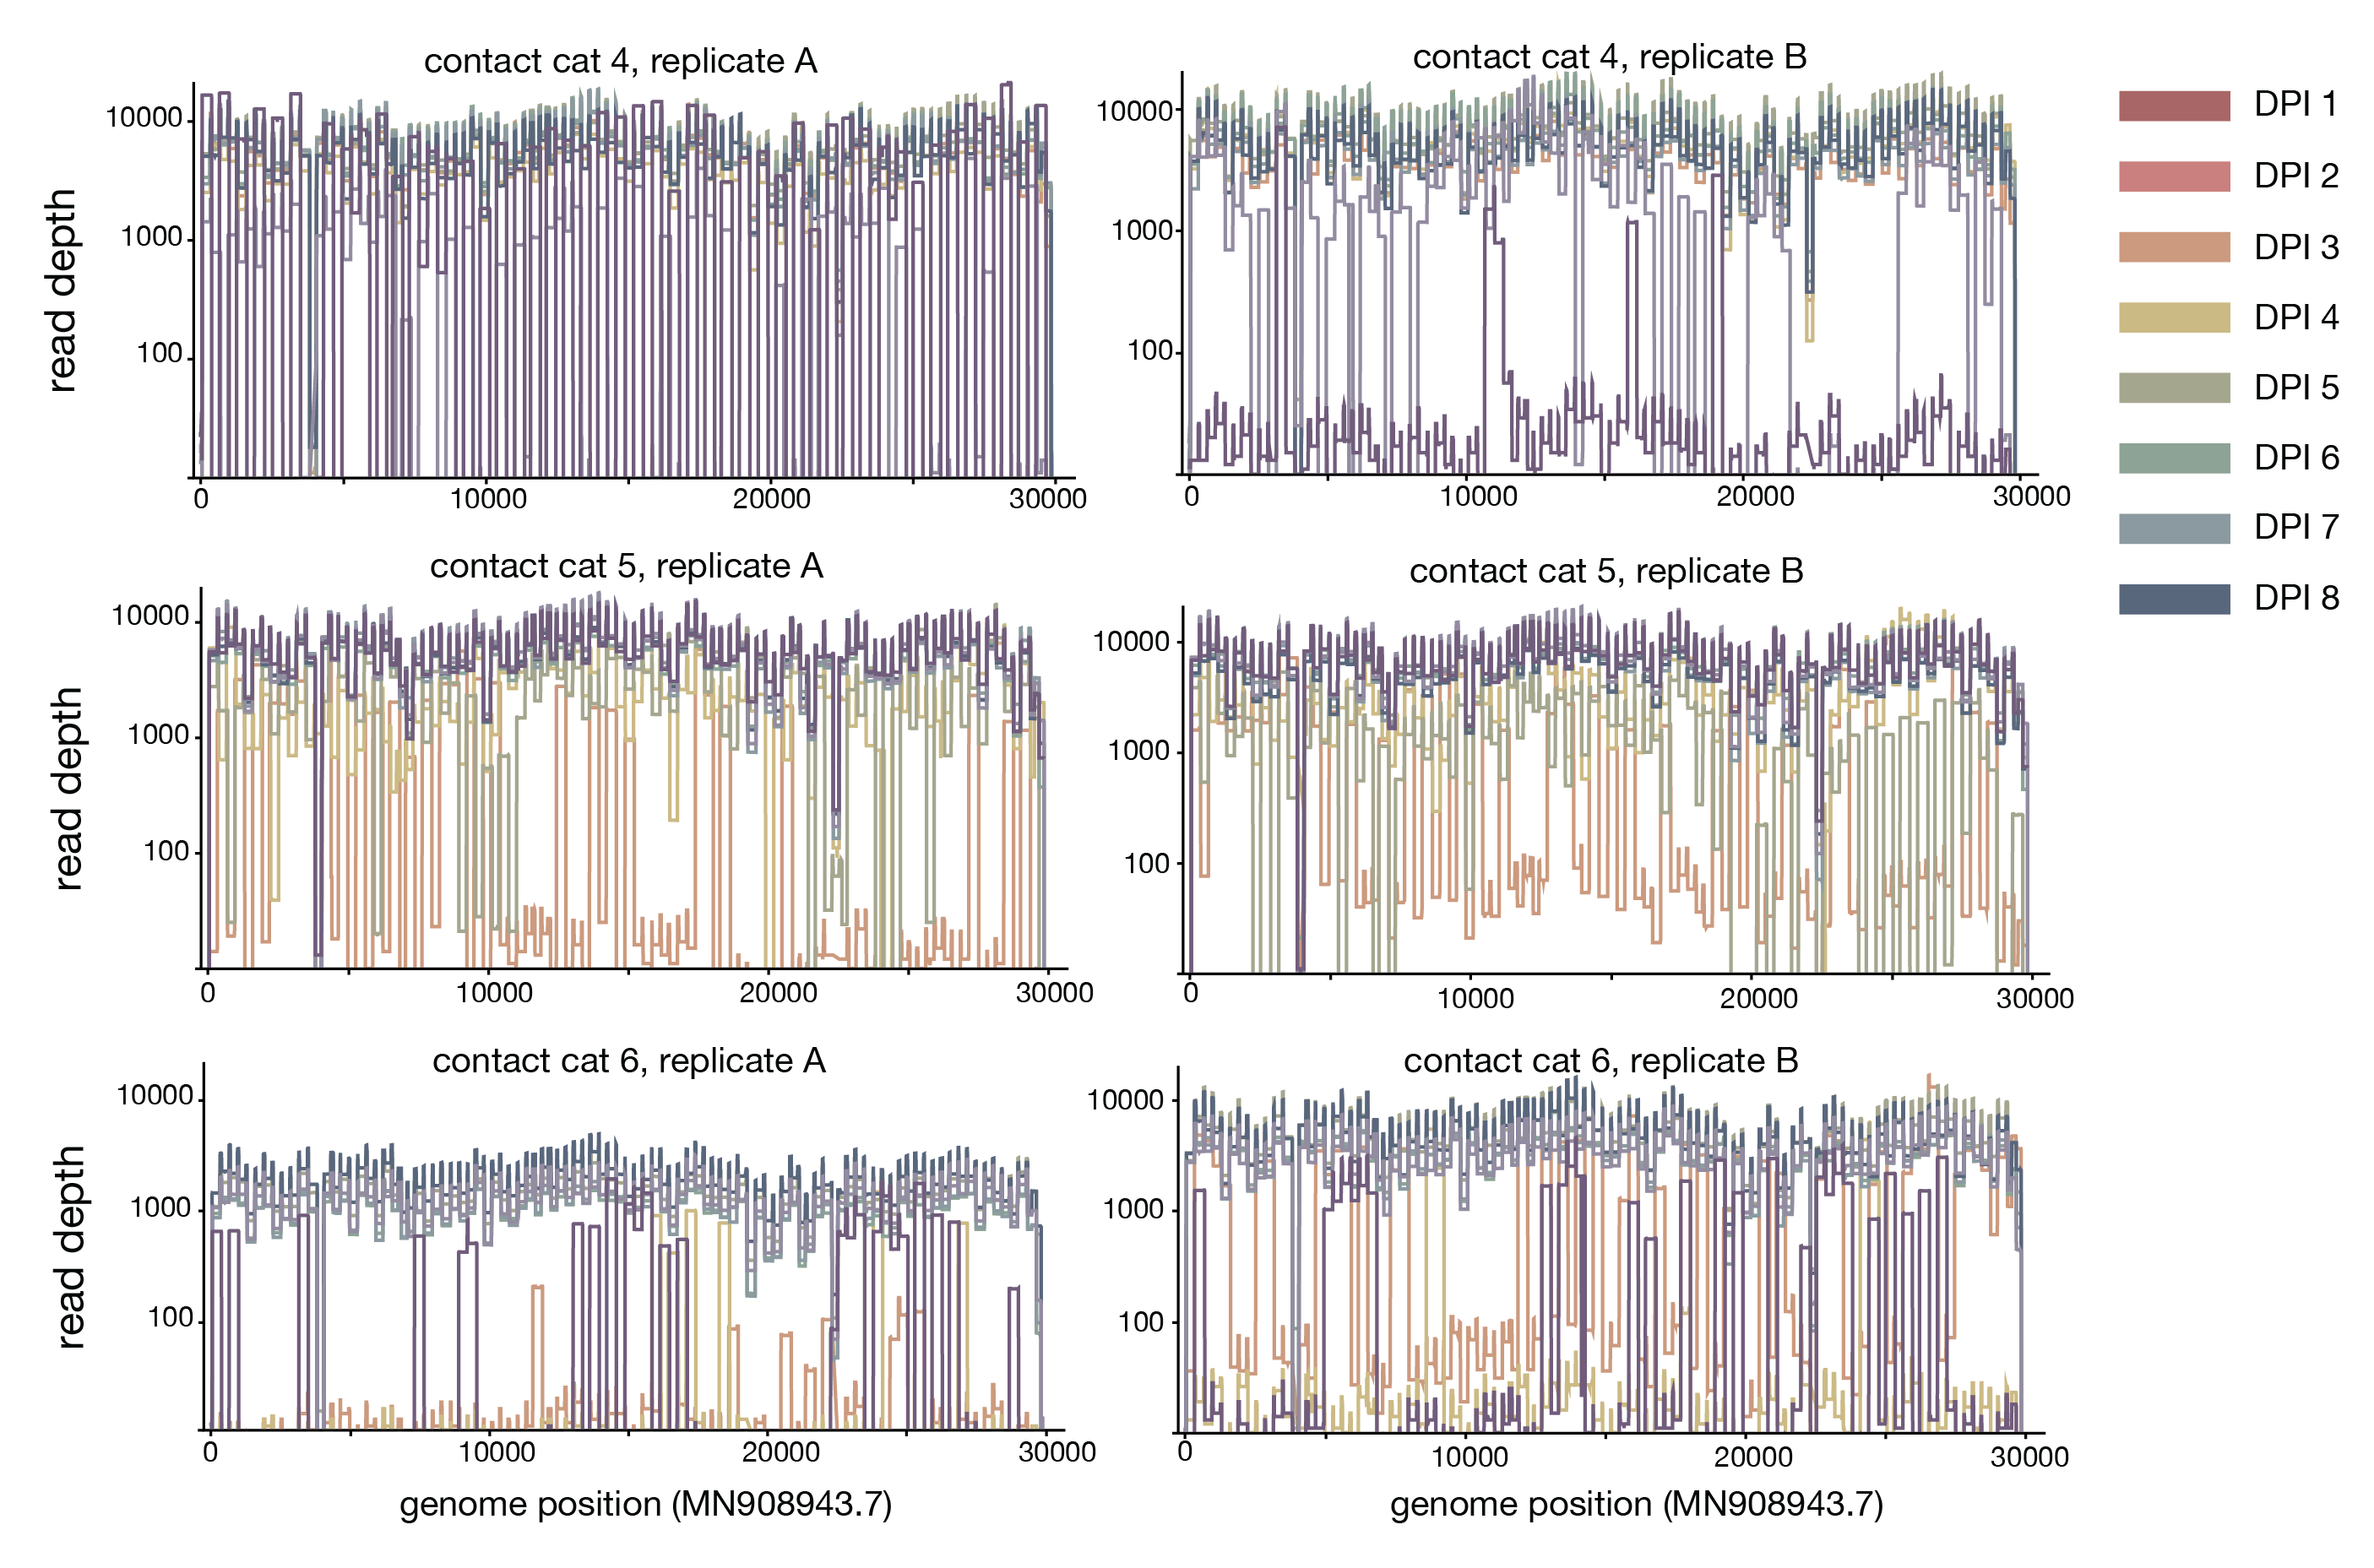 contact cat 4, replicate A
contact cat 4, replicate B
read depth
10000
1000
100
0 10000 20000 30000
10000
1000
100
0 10000 20000 30000
DPI 1
DPI 2
DPI 3
DPI 4
DPI 5
DPI 6
DPI 7
DPI 8
contact cat 5, replicate A
contact cat 5, replicate B
read depth
10000
1000
100
0 10000 20000 30000
10000
1000
100
0 10000 20000 30000
contact cat 6, replicate A
contact cat 6, replicate B
read depth
10000
1000
100
0 10000 20000 30000
10000
1000
100
0 10000 20000 30000
genome position (MN908943.7)
genome position (MN908943.7)